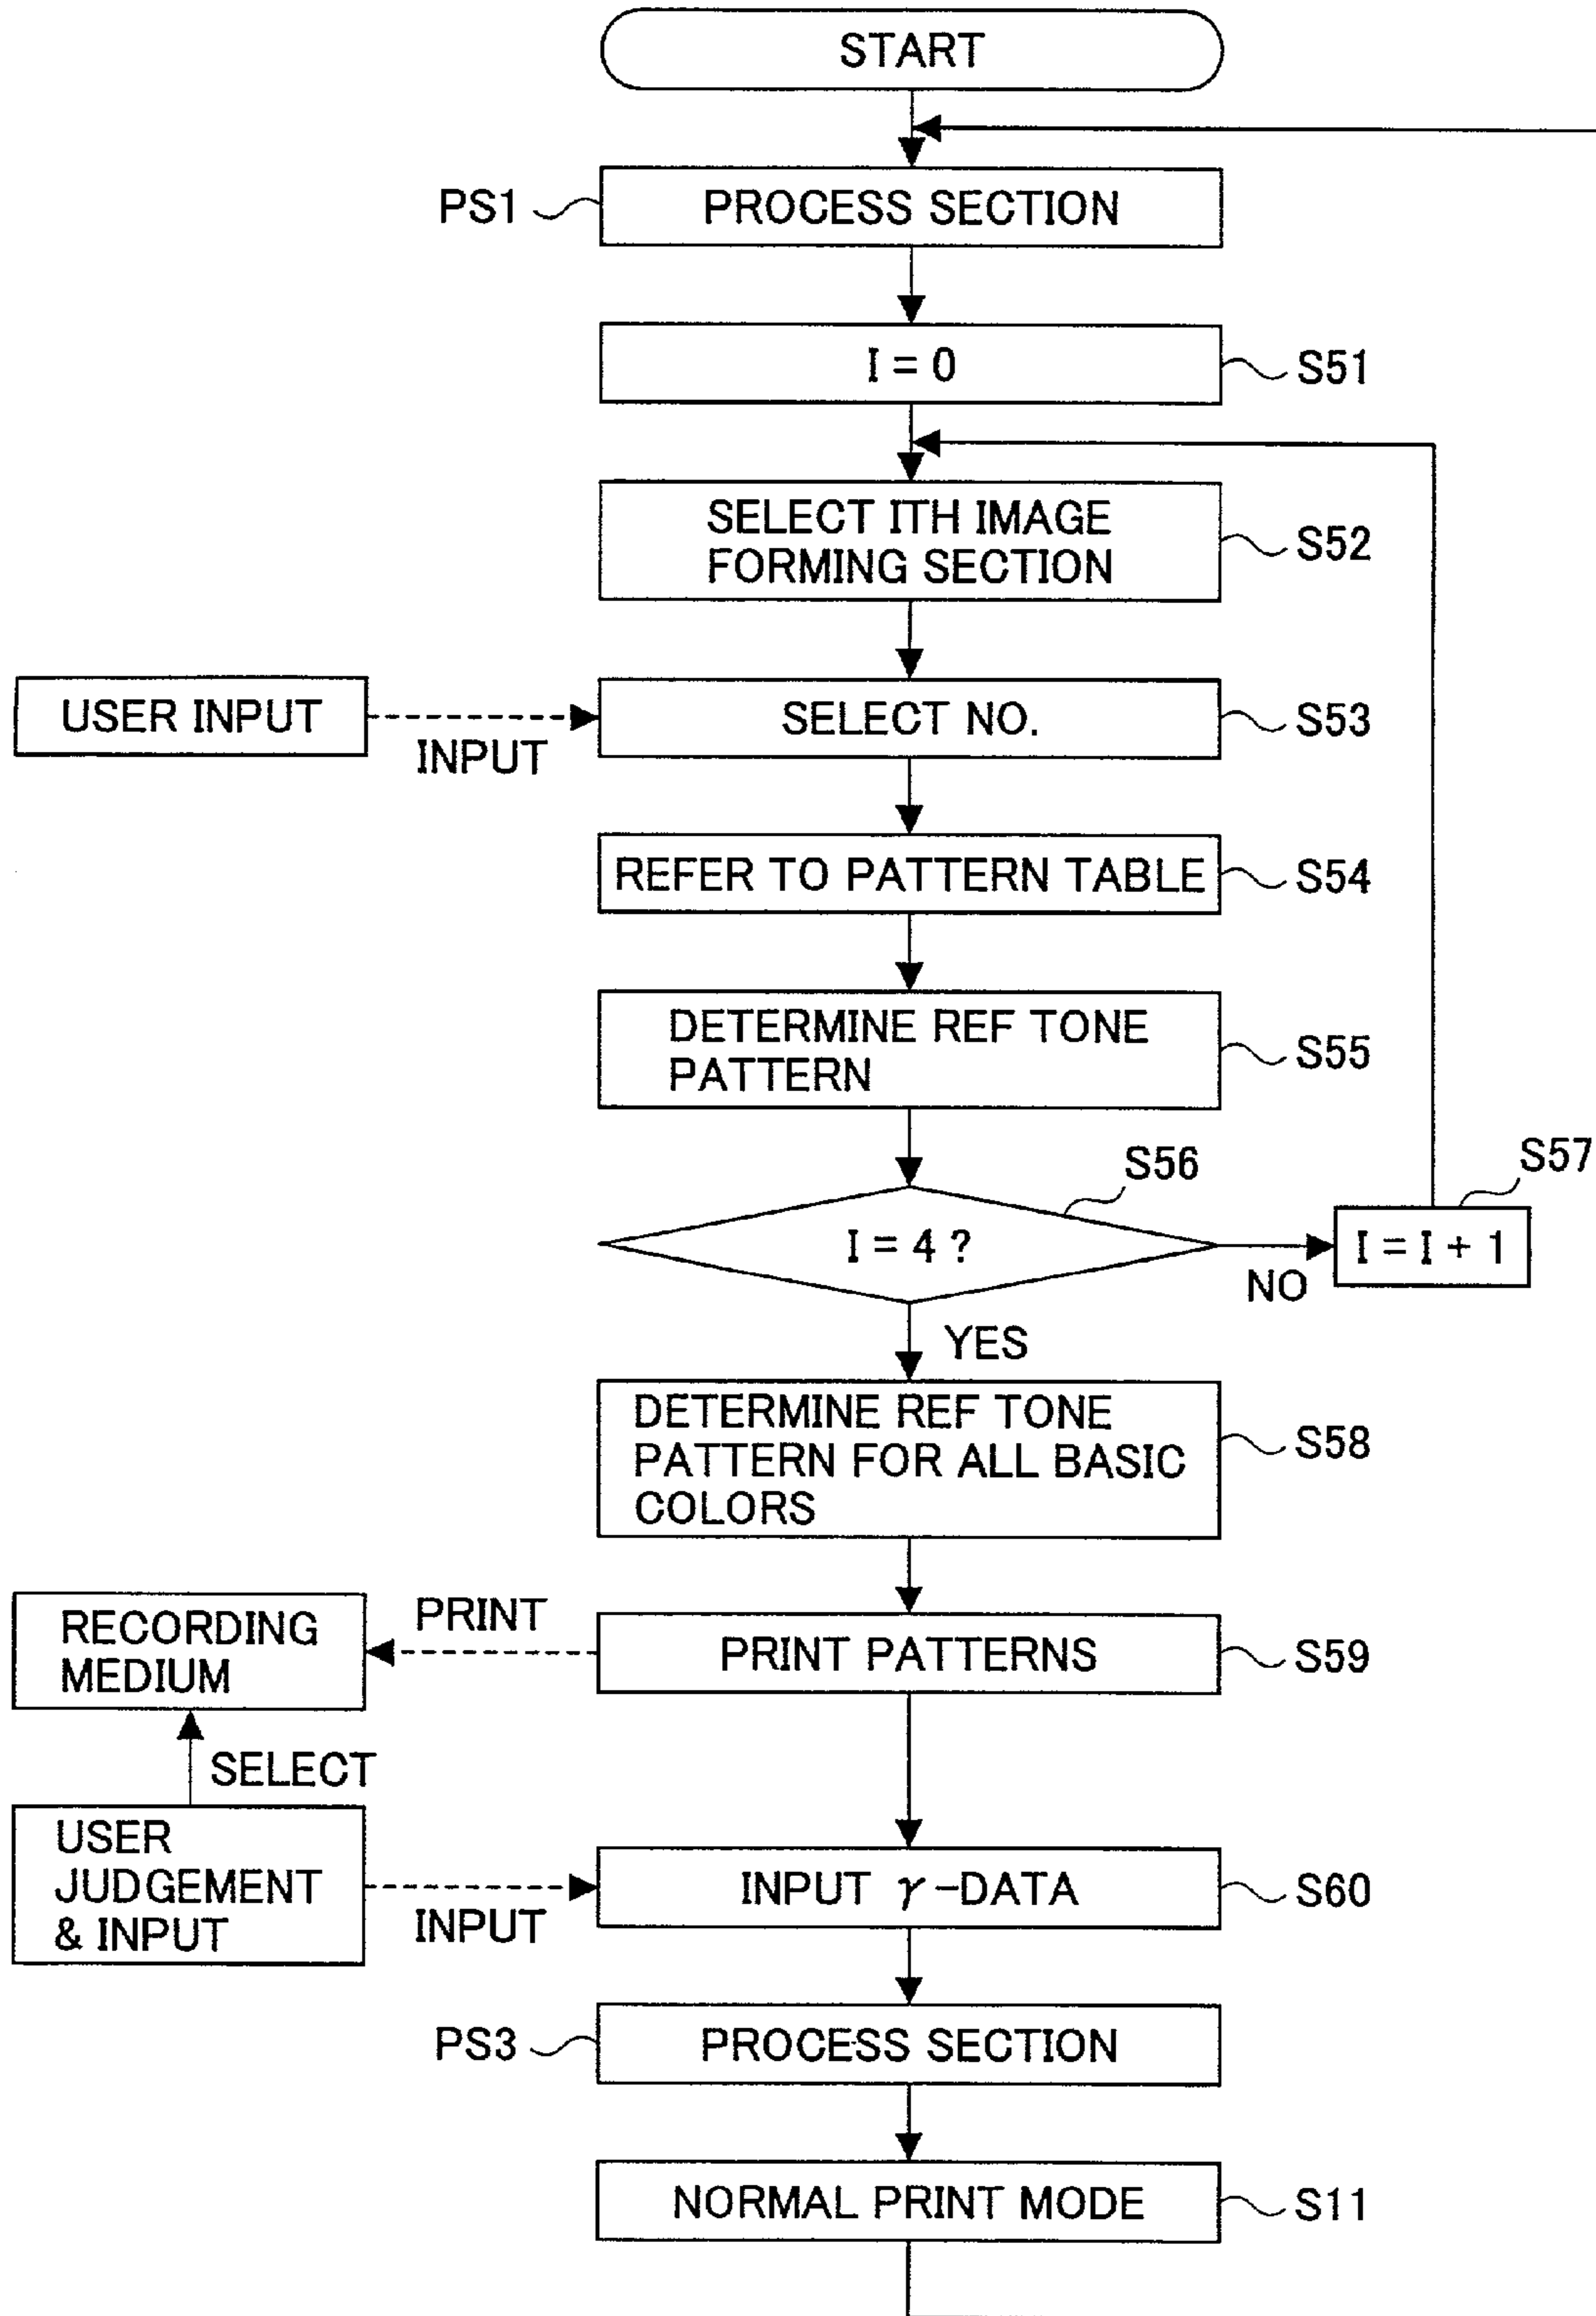 START
PS1
PROCESS SECTION
I = 0
S51
SELECT ITH IMAGE
FORMING SECTION
S52
USER INPUT
INPUT
SELECT NO.
S53
REFER TO PATTERN TABLE
S54
DETERMINE REF TONE
PATTERN
S55
S56
S57
I = 4 ?
NO
I = I + 1
YES
DETERMINE REF TONE
PATTERN FOR ALL BASIC
COLORS
S58
RECORDING
MEDIUM
PRINT
PRINT PATTERNS
S59
SELECT
USER
JUDGEMENT
& INPUT
INPUT
INPUT γ-DATA
S60
PS3
PROCESS SECTION
NORMAL PRINT MODE
S11